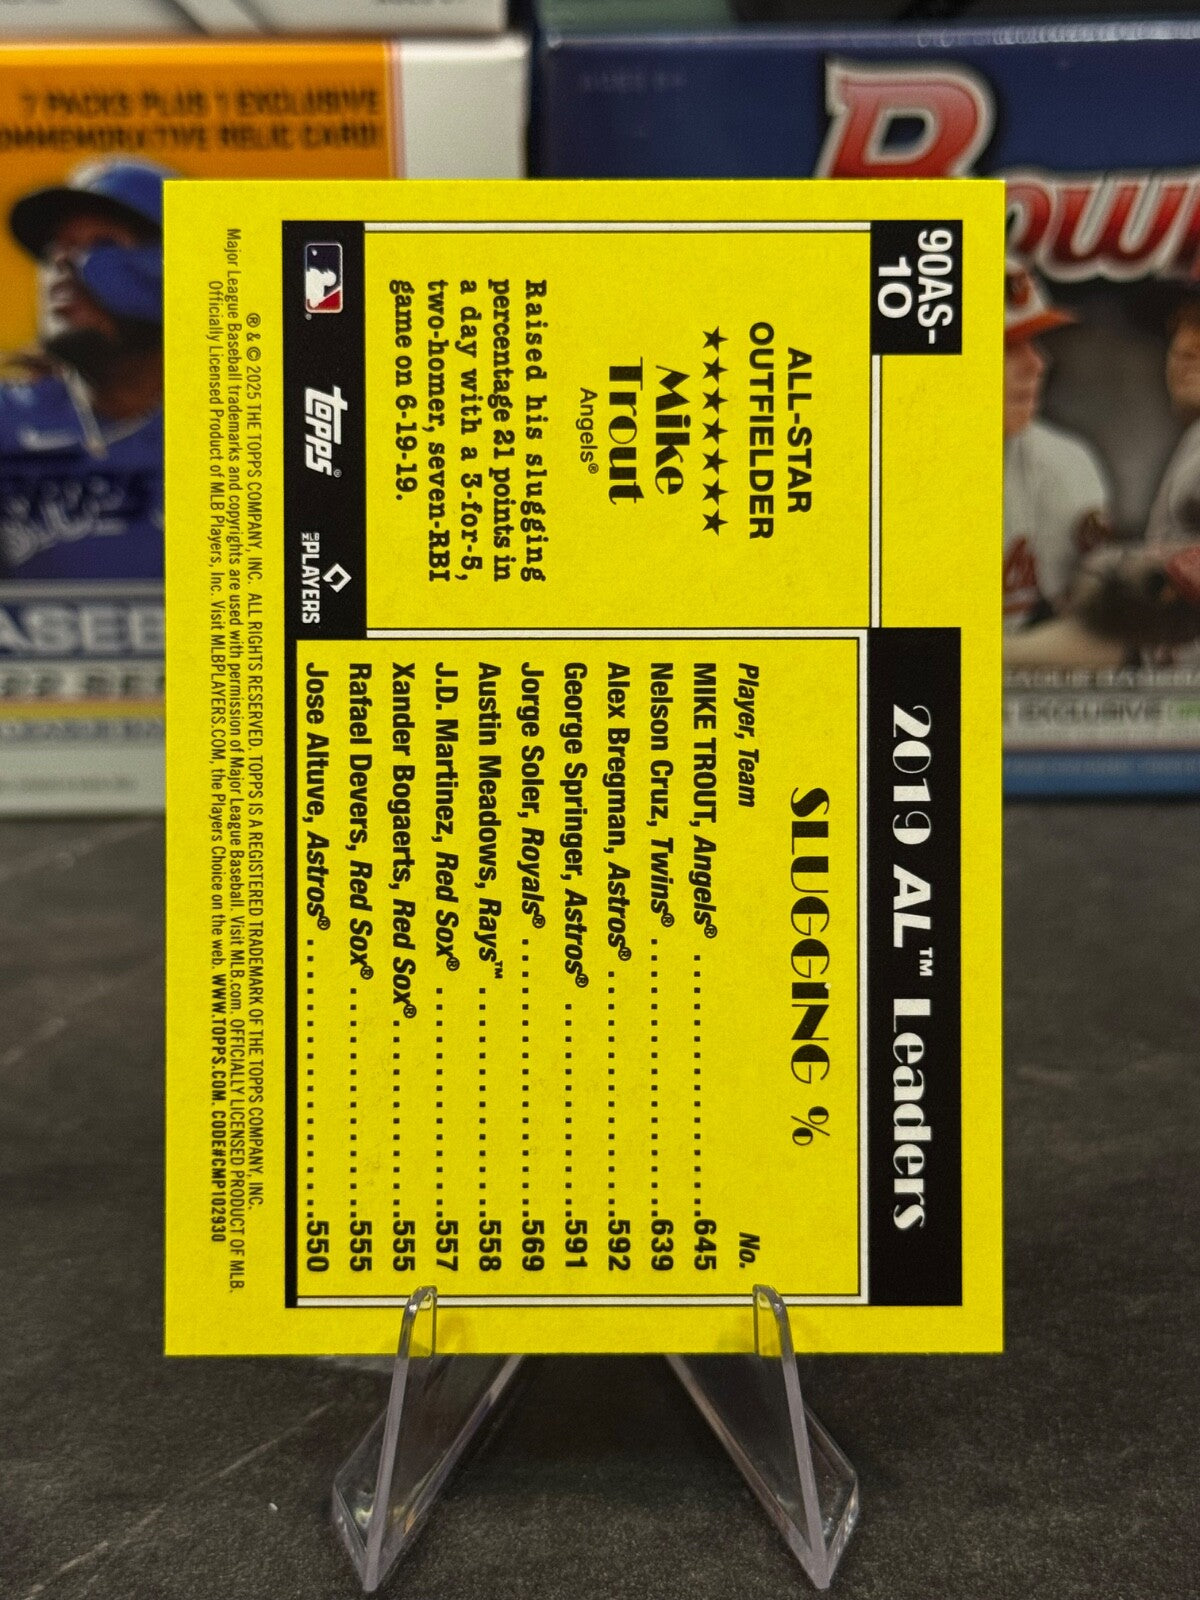 7 PACKS PLUS 1 EXCLUSIVE
COMMEMORATIVE RELIC CARD!
90AS-
10
ALL-STAR
OUTFIELDER
★★★★★★★
Mike
Trout
Angels®
Raised his slugging
percentage 21 points in
a day with a 3-for-5,
two-homer, seven-RBI
game on 6-19-19.
topps®
MLB PLAYERS
2019 AL™ Leaders
SLUGGING %
Player, Team No.
MIKE TROUT, Angels® .645
Nelson Cruz, Twins® .639
Alex Bregman, Astros® .592
George Springer, Astros® .591
Jorge Soler, Royals® .569
Austin Meadows, Rays™ .558
J.D. Martinez, Red Sox® .557
Xander Bogaerts, Red Sox® .555
Rafael Devers, Red Sox® .555
Jose Altuve, Astros® .550
® & © 2025 THE TOPPS COMPANY, INC. ALL RIGHTS RESERVED. TOPPS IS A REGISTERED TRADEMARK OF THE TOPPS COMPANY, INC.
Major League Baseball trademarks and copyrights are used with permission of Major League Baseball. Visit MLB.com. OFFICIALLY LICENSED PRODUCT OF MLB.
Officially Licensed Product of MLB Players, Inc. Visit MLBPLAYERS.COM, the Players Choice on the web. WWW.TOPPS.COM. CODE#CMP102930